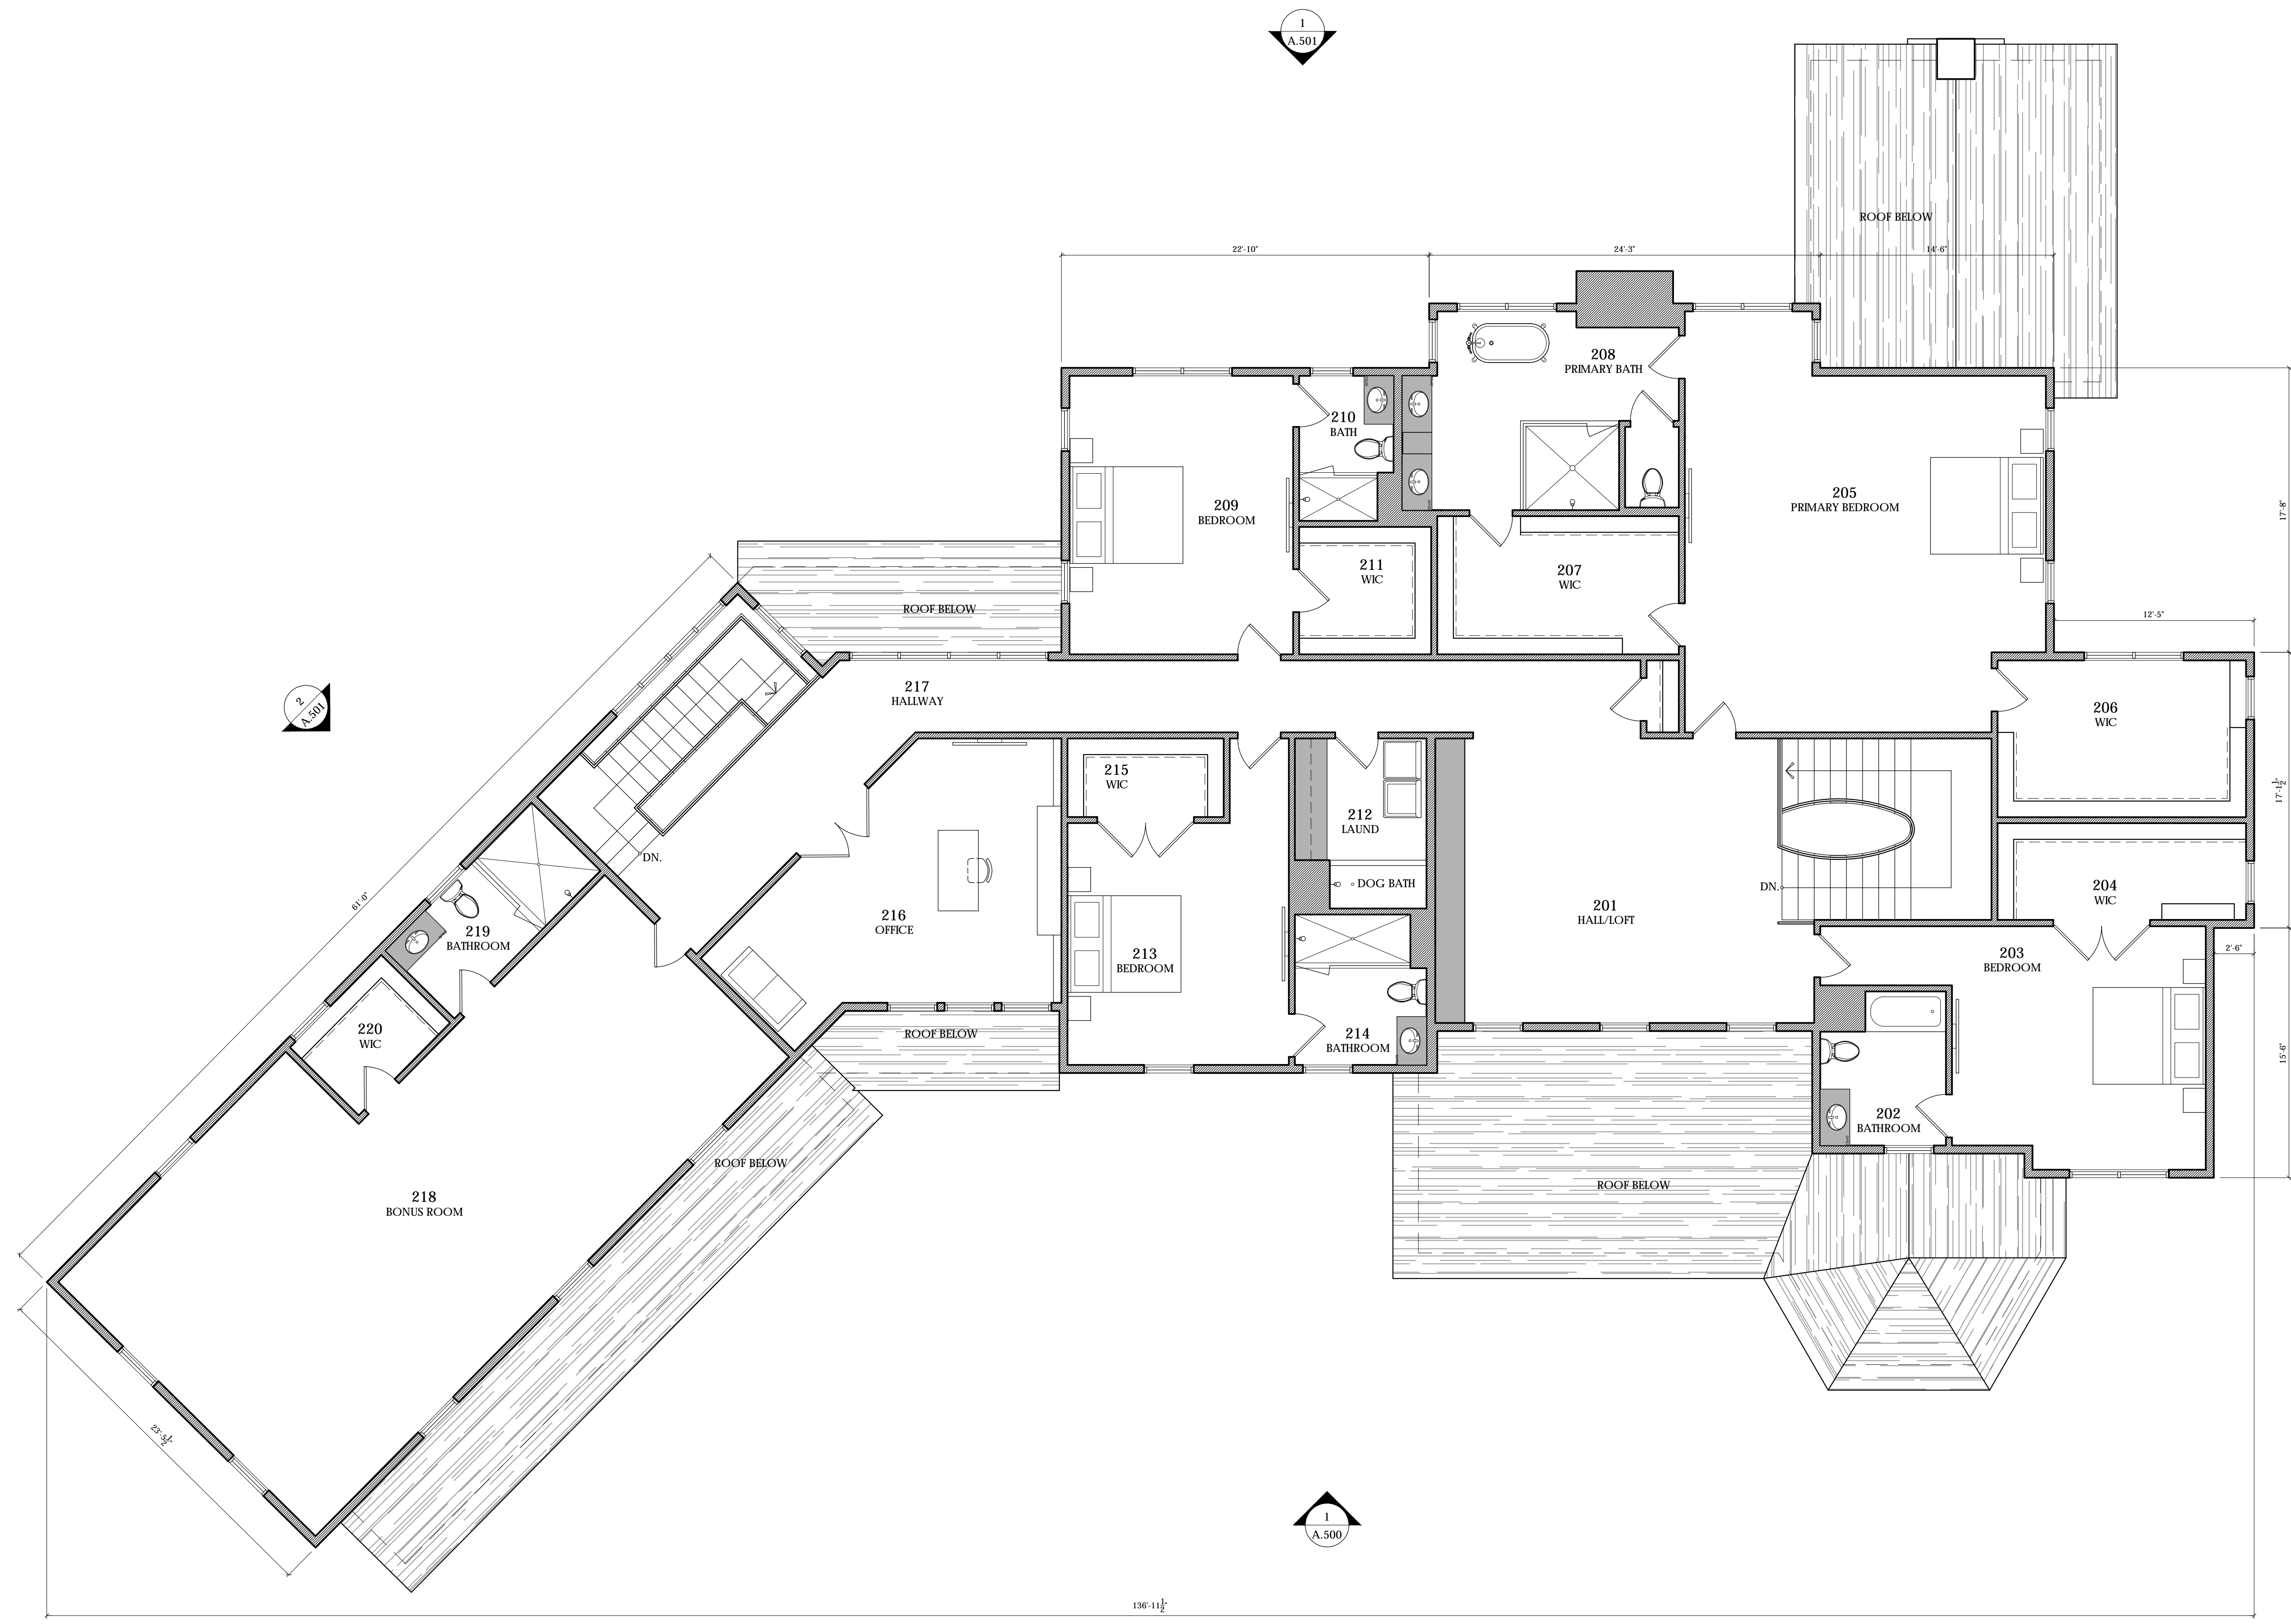 1
A.501
ROOF BELOW
22'-10"
24'-3"
14'-6"
208
PRIMARY BATH
210
BATH
205
PRIMARY BEDROOM
209
BEDROOM
17'-8"
211
WIC
207
WIC
ROOF BELOW
12'-5"
217
HALLWAY
2
A.501
206
WIC
215
WIC
17'-1 1/2"
212
LAUND
DN.
DOG BATH
DN.
204
WIC
61'-0"
201
HALL/LOFT
216
OFFICE
219
BATHROOM
2'-6"
213
BEDROOM
203
BEDROOM
220
WIC
ROOF BELOW
214
BATHROOM
15'-6"
202
BATHROOM
ROOF BELOW
ROOF BELOW
218
BONUS ROOM
23'-5 1/2"
1
A.500
136'-11 1/2"